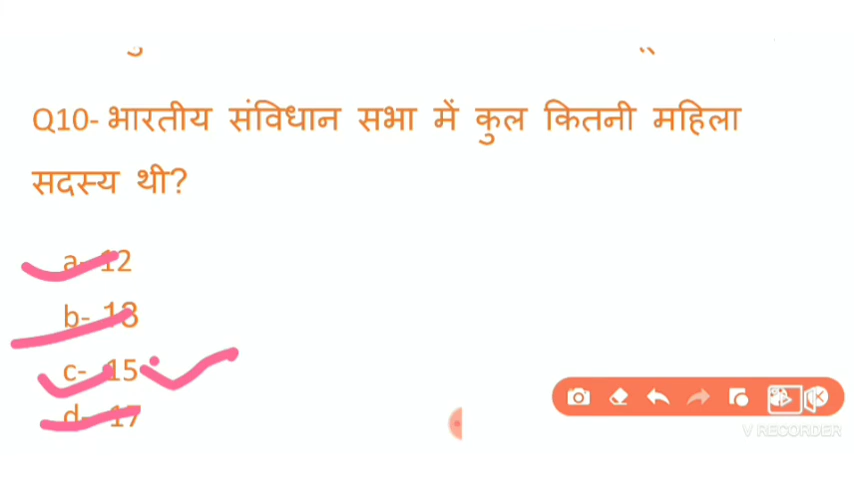 Q10- भारतीय संविधान सभा में कुल कितनी महिला
सदस्य थी?
a- 12
b- 13
c- 15
d- 17
V RECORDER